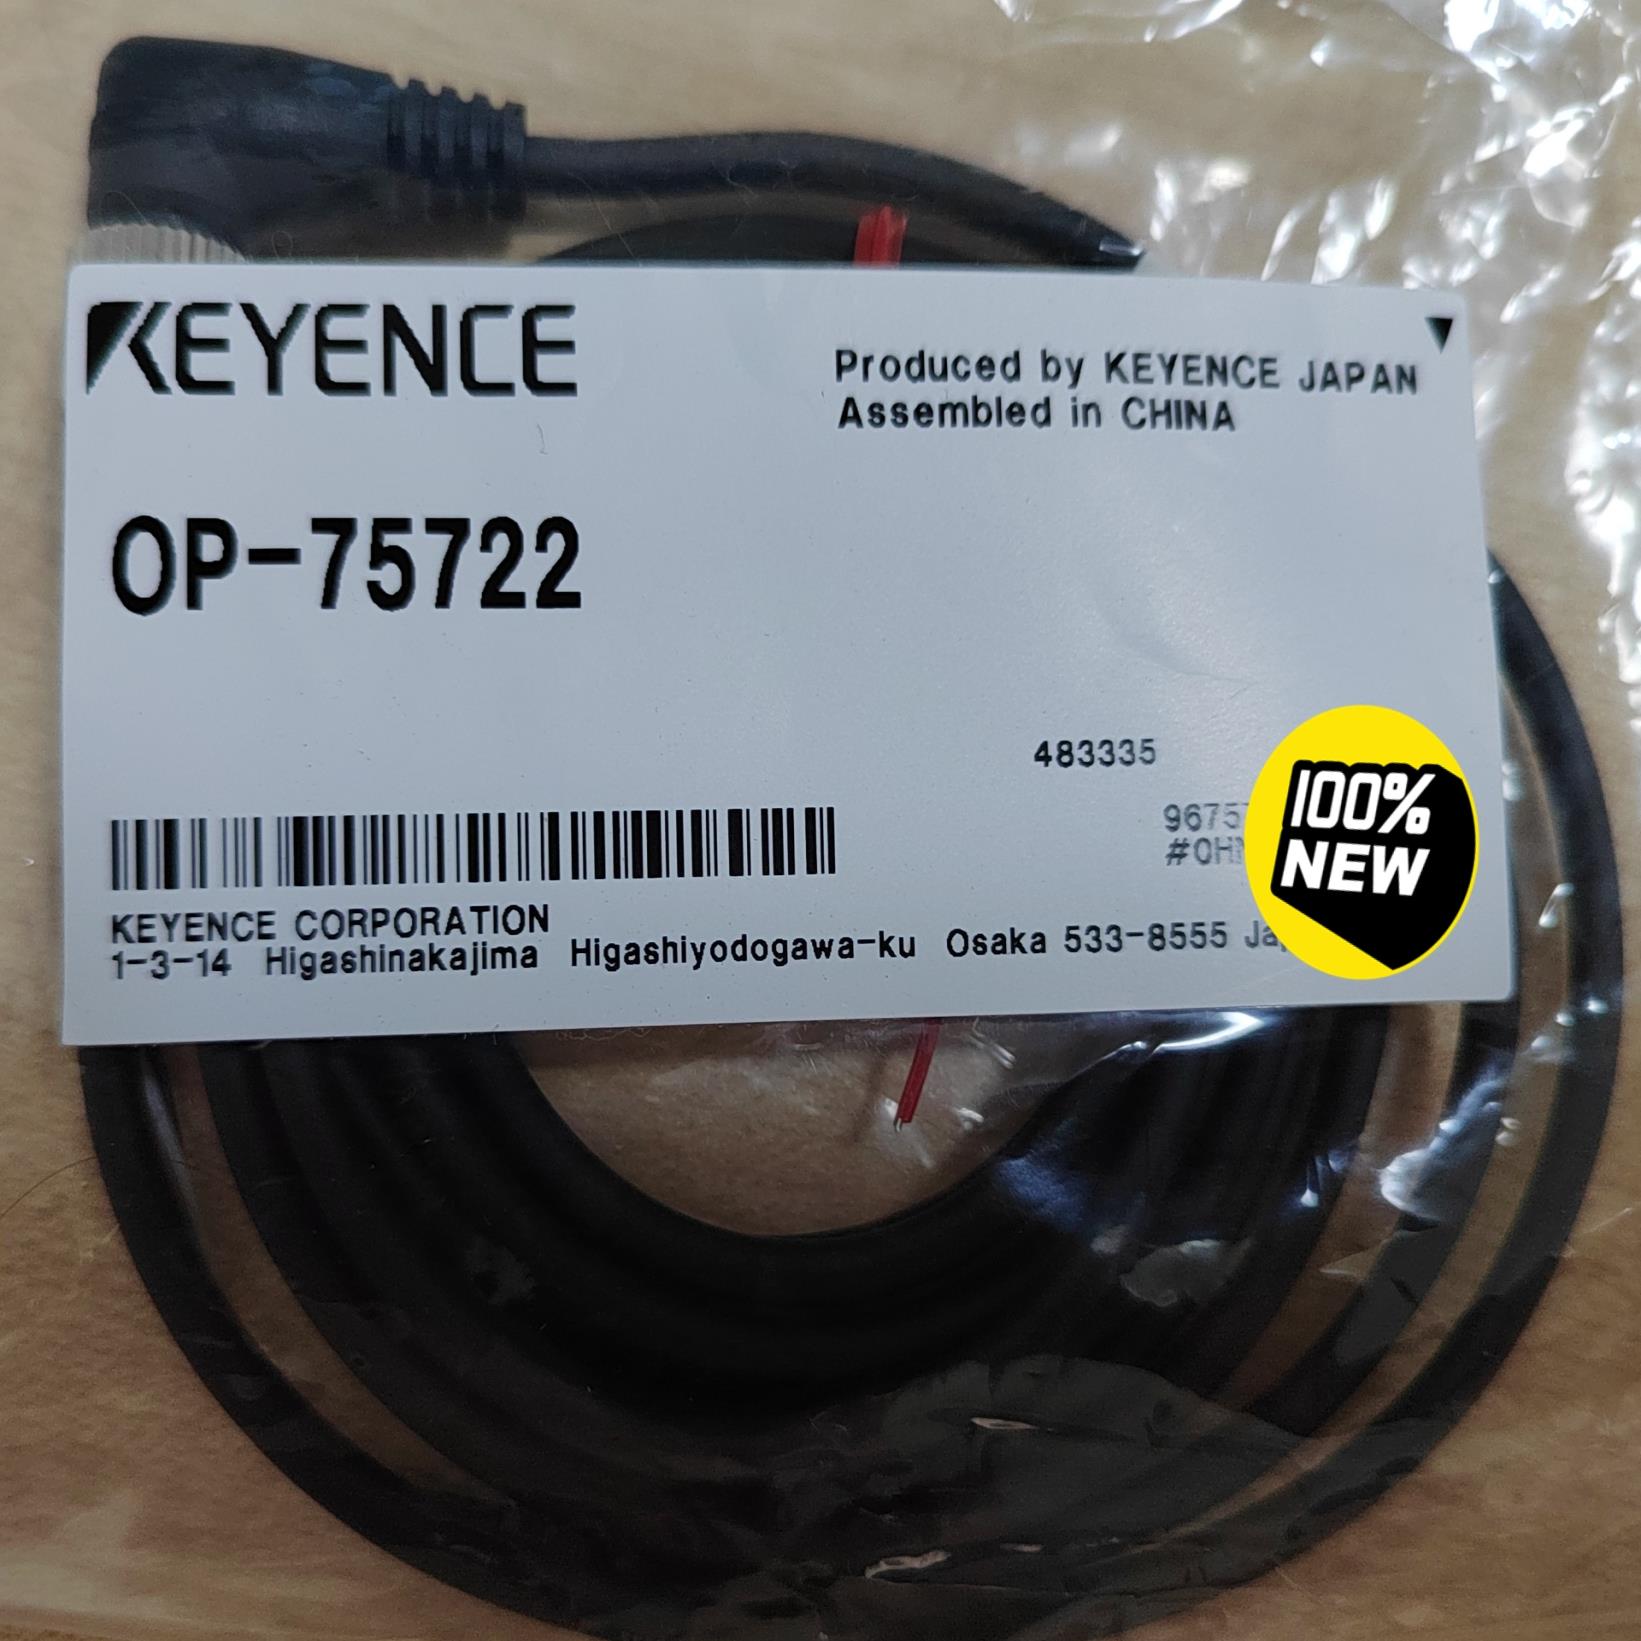 KEYENCE
Produced by KEYENCE JAPAN
Assembled in CHINA
OP-75722
483335
100%
NEW
KEYENCE CORPORATION
1-3-14 Higashinakajima Higashiyodogawa-ku Osaka 533-8555